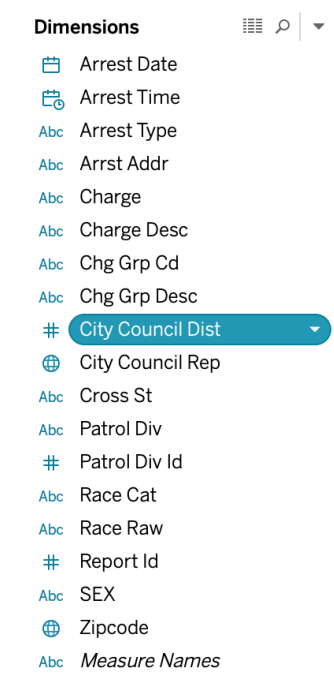 Dimensions
Arrest Date
Arrest Time
Abc Arrest Type
Abc Arrst Addr
Abc Charge
Abc Charge Desc
Abc Chg Grp Cd
Abc Chg Grp Desc
# City Council Dist
City Council Rep
Abc Cross St
Abc Patrol Div
# Patrol Div Id
Abc Race Cat
Abc Race Raw
# Report Id
Abc SEX
Zipcode
Abc Measure Names